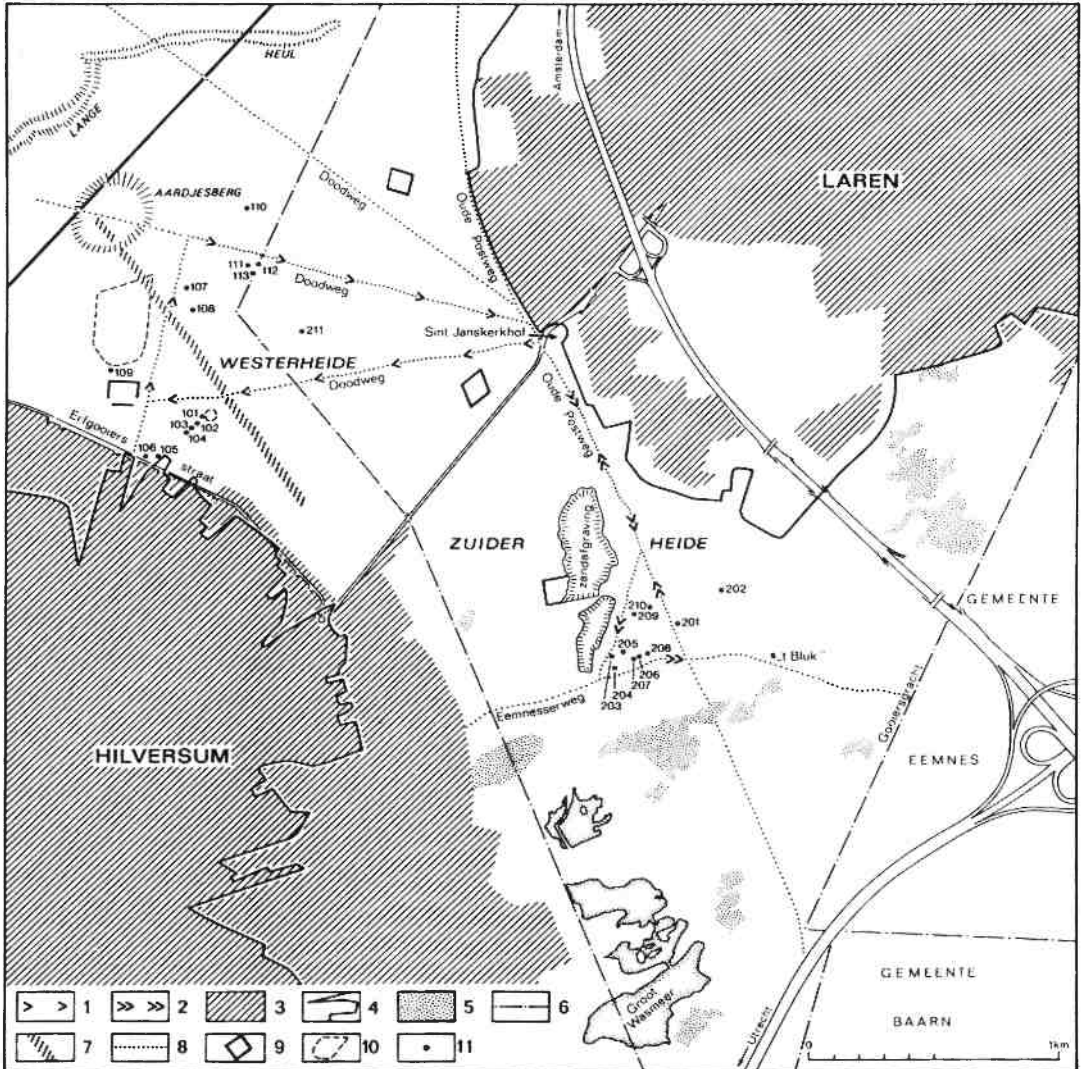 HEUL
LANGE
Amsterdam
AARDJESBERG
110
Doodweg
Oude Postweg
LAREN
111
112
113
Doodweg
107
108
211
Sint Janskerkhof
WESTERHEIDE
109
Doodweg
Oude Postweg
101
102
103
104
Erfgooiers
straat
106
105
ZUIDER
HEIDE
zandafgraving
202
GEMEENTE
210
209
201
205
208
't Bluk
206
207
204
203
Eemnesserweg
Gooiersgracht
HILVERSUM
EEMNES
Groot
Wasmeer
GEMEENTE
BAARN
Utrecht
1
2
3
4
5
6
7
8
9
10
11
0
1km